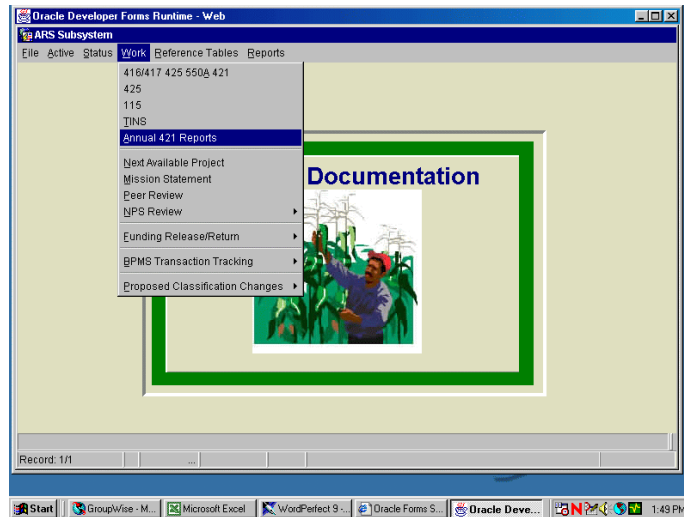 Oracle Developer Forms Runtime - Web
ARS Subsystem
File Active Status Work Reference Tables Reports
416/417 425 550A 421
425
115
TINS
Annual 421 Reports
Next Available Project
Mission Statement
Peer Review
NPS Review
Funding Release/Return
BPMS Transaction Tracking
Proposed Classification Changes
Documentation
Record: 1/1
...
Start GroupWise - M... Microsoft Excel WordPerfect 9 -... Oracle Forms S... Oracle Deve... 1:49 PM